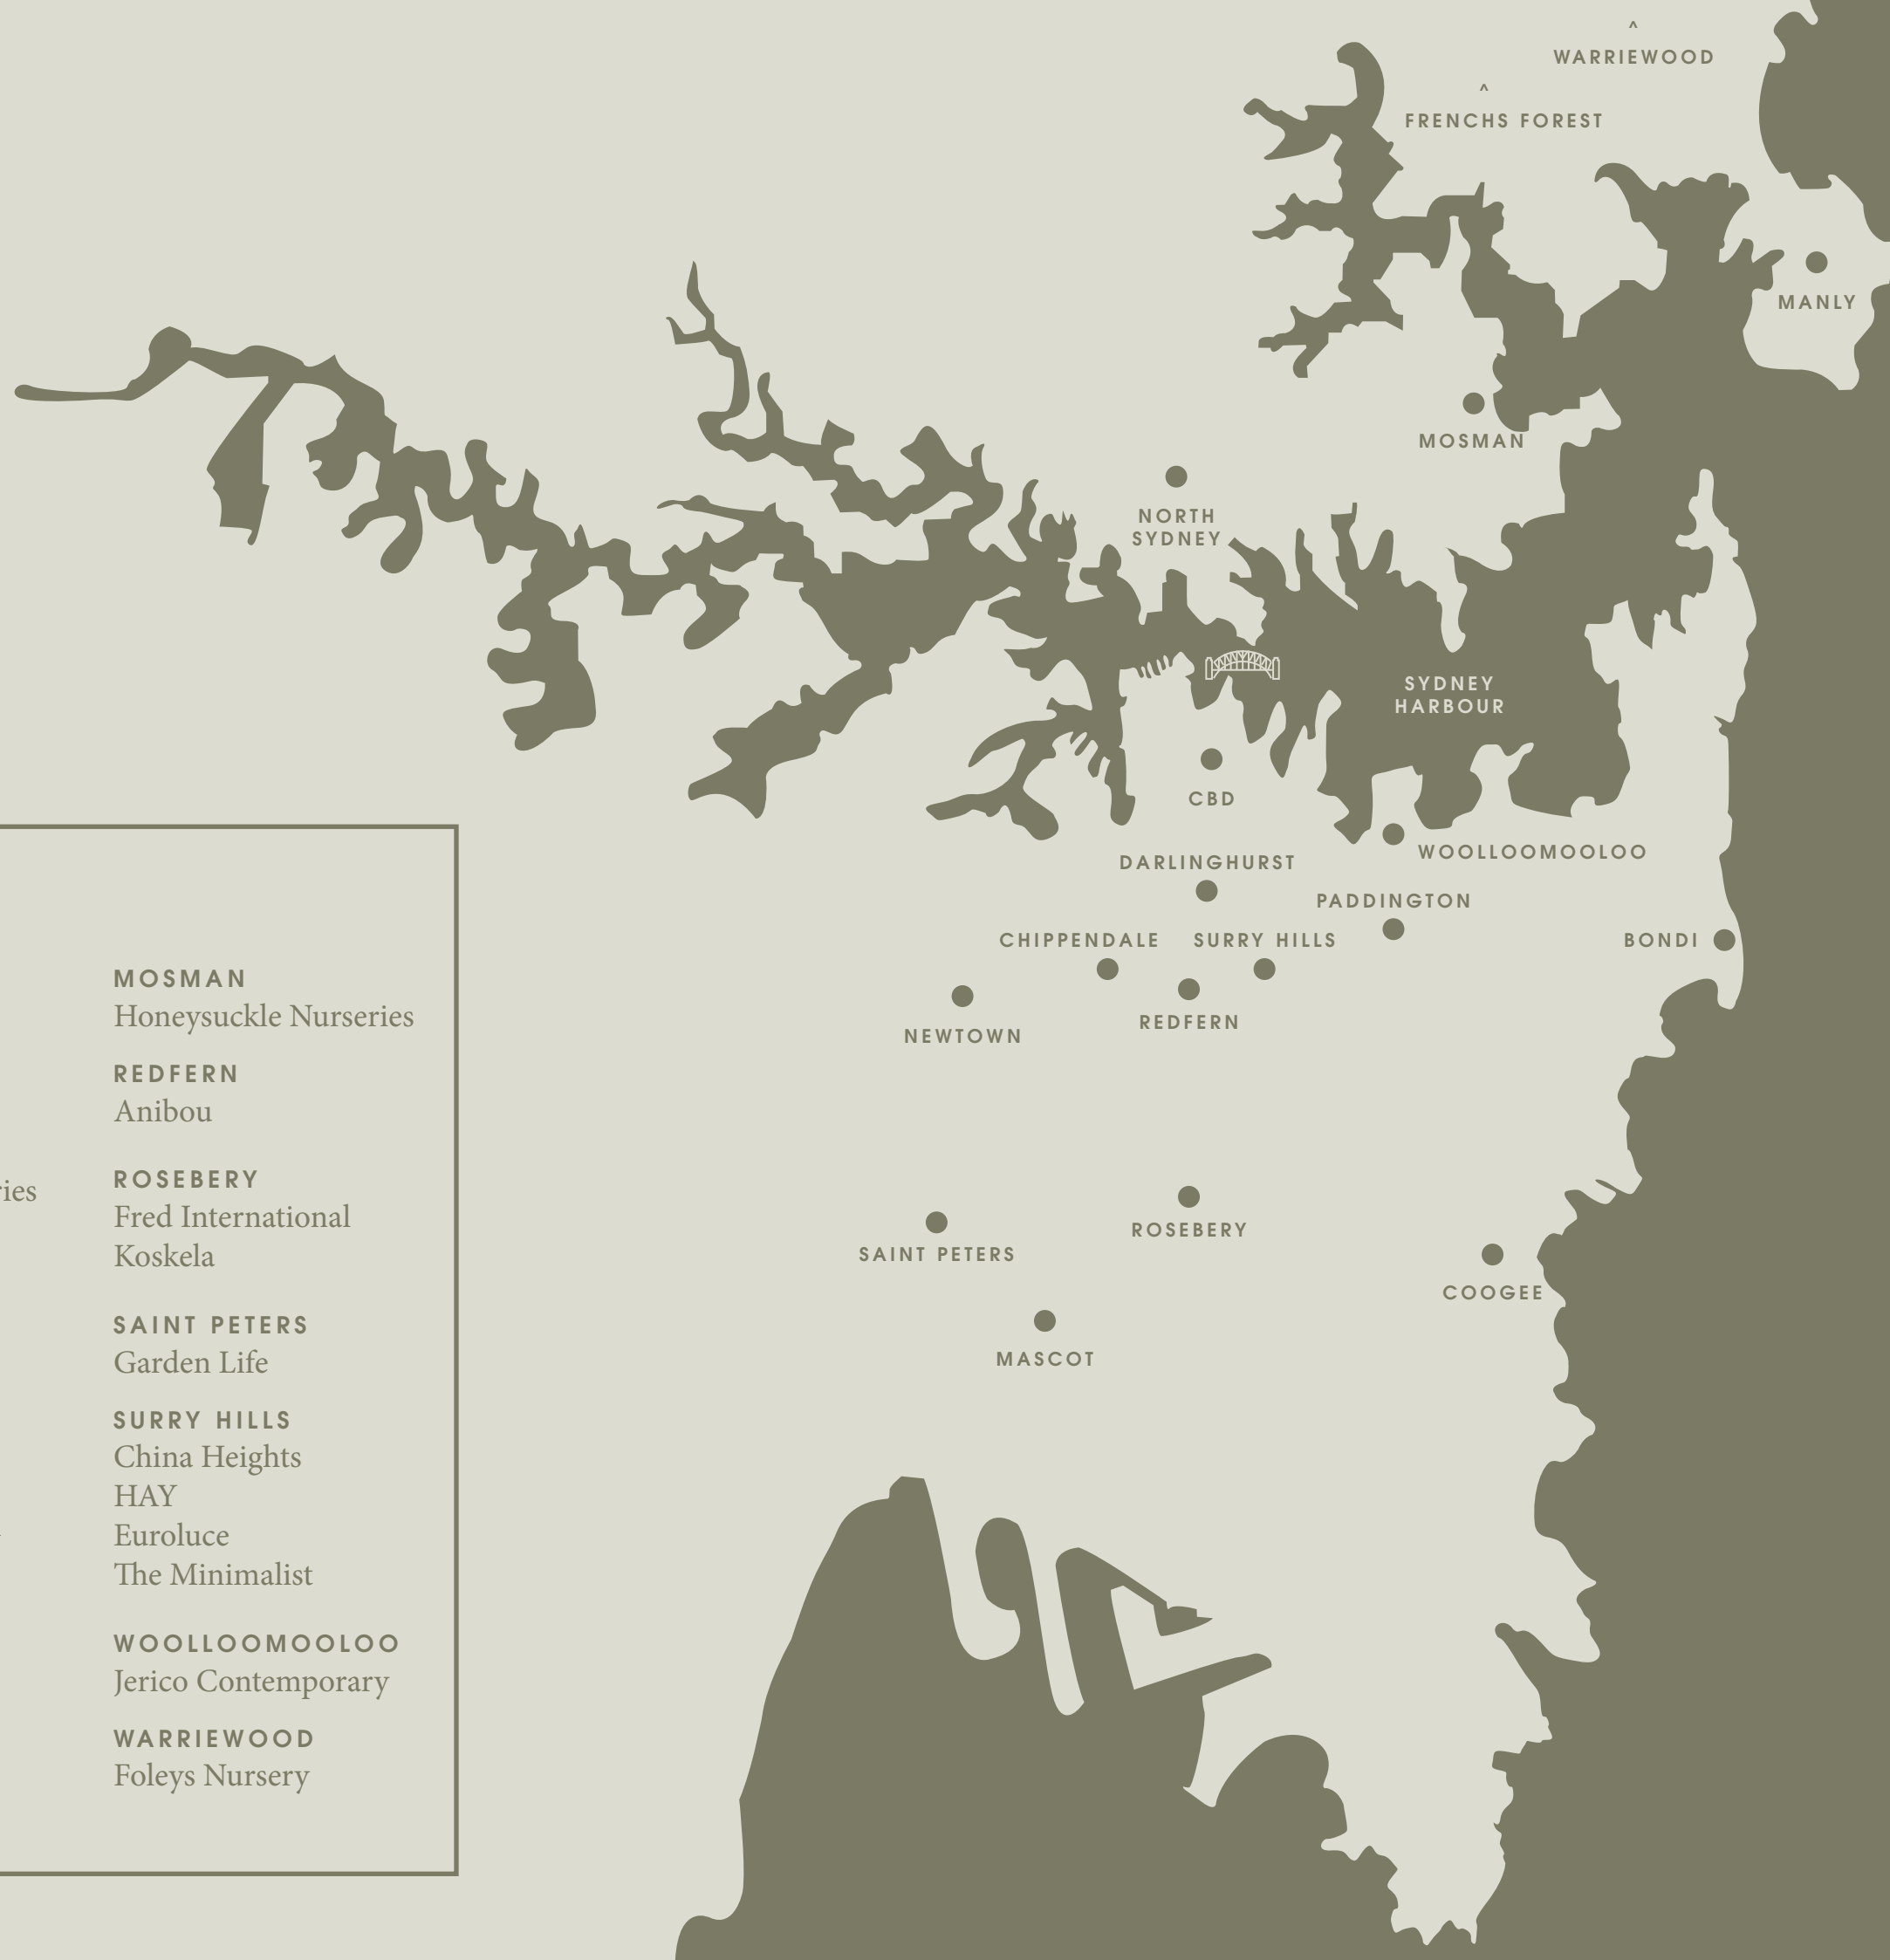 ^
WARRIEWOOD
^
FRENCHS FOREST
MANLY
MOSMAN
NORTH
SYDNEY
SYDNEY
HARBOUR
CBD
WOOLLOOMOOLOO
DARLINGHURST
PADDINGTON
CHIPPENDALE
SURRY HILLS
BONDI
NEWTOWN
REDFERN
ROSEBERY
SAINT PETERS
COOGEE
MASCOT
MOSMAN
Honeysuckle Nurseries
REDFERN
Anibou
ROSEBERY
Fred International
Koskela
SAINT PETERS
Garden Life
SURRY HILLS
China Heights
HAY
Euroluce
The Minimalist
WOOLLOOMOOLOO
Jerico Contemporary
WARRIEWOOD
Foleys Nursery